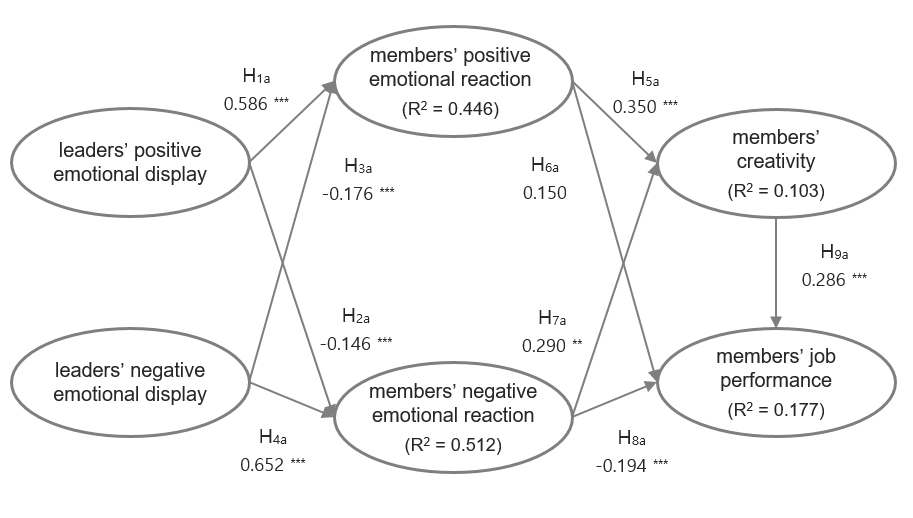 members’ positive
emotional reaction
(R² = 0.446)
H1a
0.586 ***
H5a
0.350 ***
leaders’ positive
emotional display
members’
creativity
(R² = 0.103)
H3a
-0.176 ***
H6a
0.150
H9a
0.286 ***
H2a
-0.146 ***
H7a
0.290 **
leaders’ negative
emotional display
members’ job
performance
(R² = 0.177)
members’ negative
emotional reaction
(R² = 0.512)
H4a
0.652 ***
H8a
-0.194 ***